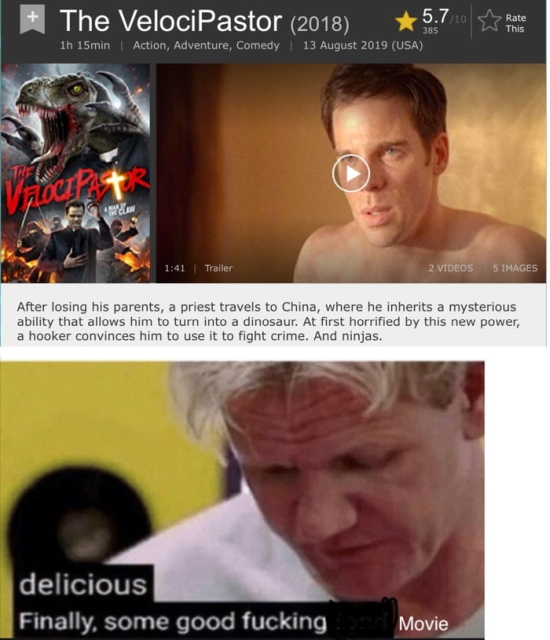 The VelociPastor (2018)
5.7/10
385
Rate
This
1h 15min | Action, Adventure, Comedy | 13 August 2019 (USA)
THE
VELOCIPASTOR
A MAN OF
THE CLAW
1:41 | Trailer
2 VIDEOS
5 IMAGES
After losing his parents, a priest travels to China, where he inherits a mysterious
ability that allows him to turn into a dinosaur. At first horrified by this new power,
a hooker convinces him to use it to fight crime. And ninjas.
delicious
Finally, some good fucking Movie